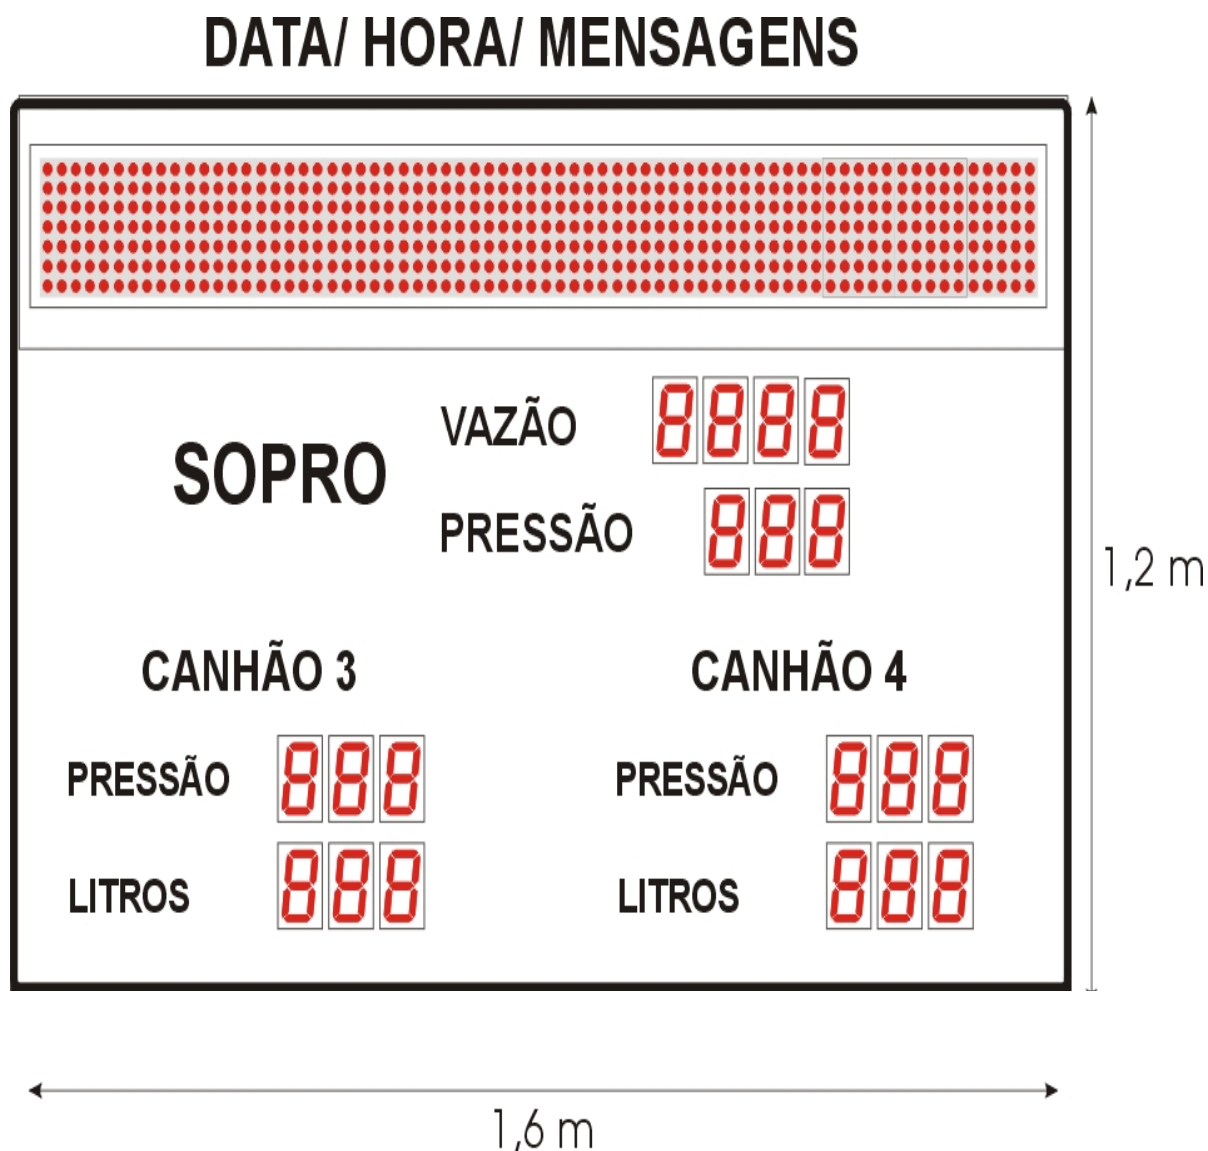 DATA/ HORA/ MENSAGENS
VAZÃO 8888
SOPRO
PRESSÃO 888
1,2 m
CANHÃO 3 CANHÃO 4
PRESSÃO 888 PRESSÃO 888
LITROS 888 LITROS 888
1,6 m